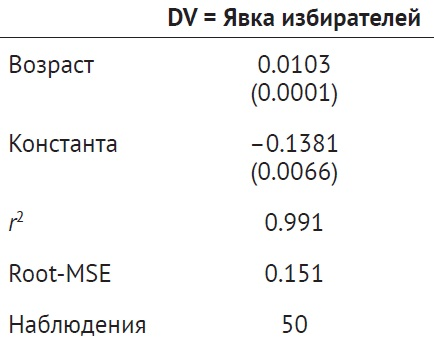 DV = Явка избирателей
Возраст 0.0103
(0.0001)
Константа –0.1381
(0.0066)
r² 0.991
Root-MSE 0.151
Наблюдения 50